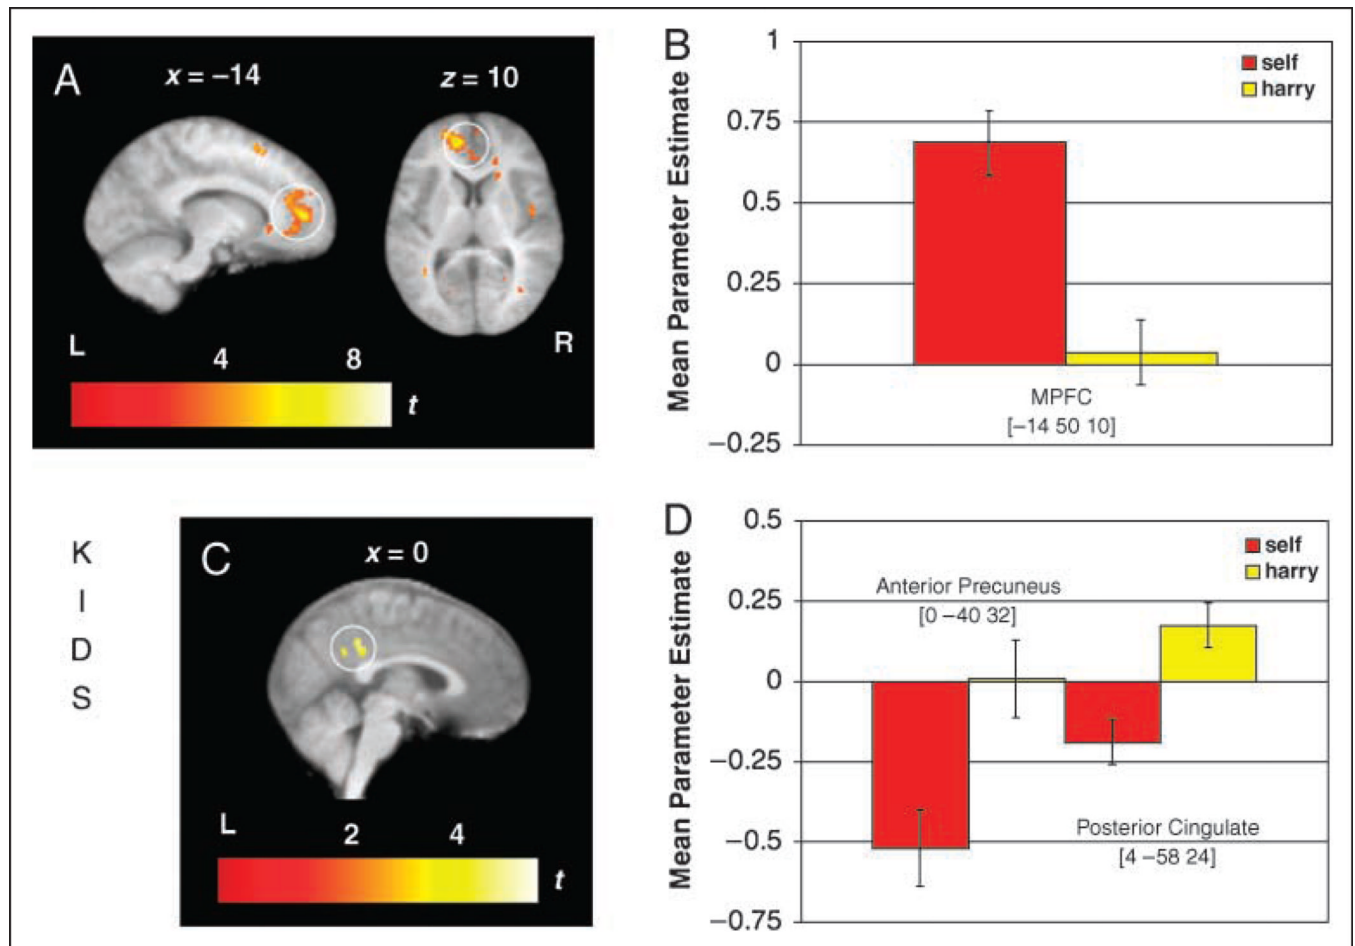 A
x = −14
z = 10
L
R
4
8
t
B
Mean Parameter Estimate
1
0.75
0.5
0.25
0
−0.25
self
harry
MPFC
[−14 50 10]
K
I
D
S
C
x = 0
L
2
4
t
D
Mean Parameter Estimate
0.5
0.25
0
−0.25
−0.5
−0.75
self
harry
Anterior Precuneus
[0 −40 32]
Posterior Cingulate
[4 −58 24]